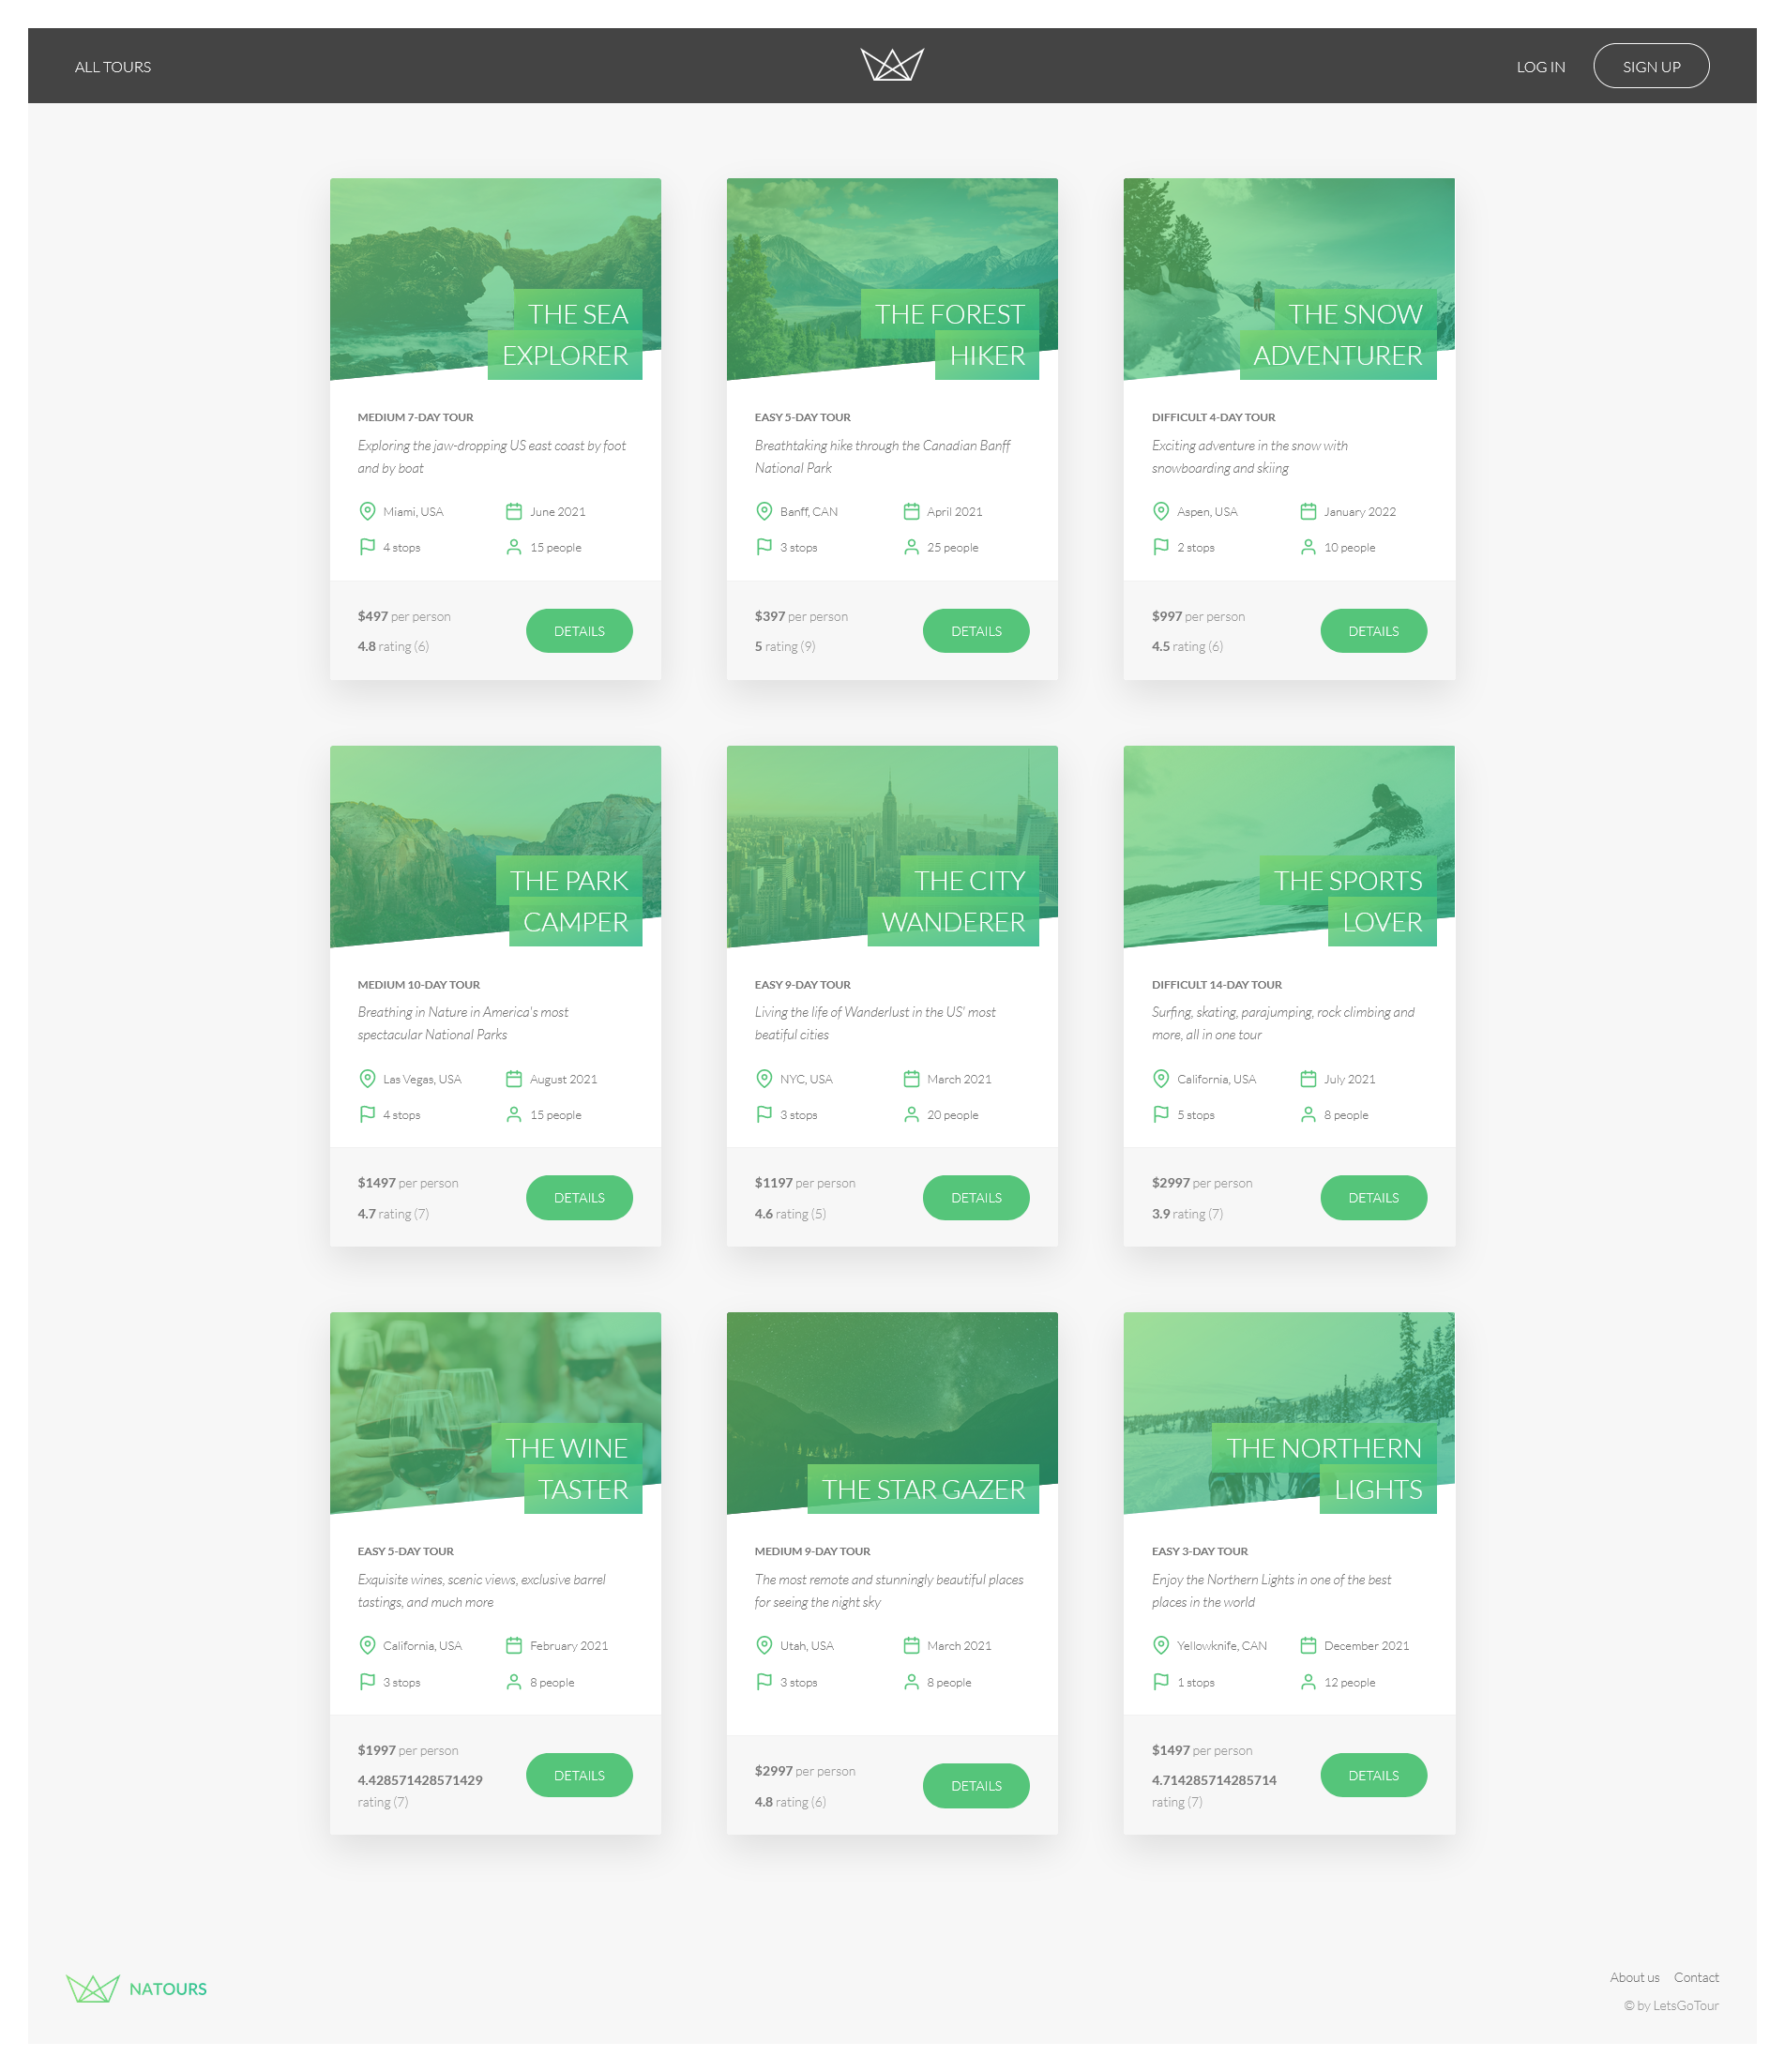 ALL TOURS
LOG IN
SIGN UP
THE SEA
EXPLORER
MEDIUM 7-DAY TOUR
Exploring the jaw-dropping US east coast by foot
and by boat
Miami, USA
June 2021
4 stops
15 people
$497 per person
4.8 rating (6)
DETAILS
THE FOREST
HIKER
EASY 5-DAY TOUR
Breathtaking hike through the Canadian Banff
National Park
Banff, CAN
April 2021
3 stops
25 people
$397 per person
5 rating (9)
DETAILS
THE SNOW
ADVENTURER
DIFFICULT 4-DAY TOUR
Exciting adventure in the snow with
snowboarding and skiing
Aspen, USA
January 2022
2 stops
10 people
$997 per person
4.5 rating (6)
DETAILS
THE PARK
CAMPER
MEDIUM 10-DAY TOUR
Breathing in Nature in America's most
spectacular National Parks
Las Vegas, USA
August 2021
4 stops
15 people
$1497 per person
4.7 rating (7)
DETAILS
THE CITY
WANDERER
EASY 9-DAY TOUR
Living the life of Wanderlust in the US' most
beatiful cities
NYC, USA
March 2021
3 stops
20 people
$1197 per person
4.6 rating (5)
DETAILS
THE SPORTS
LOVER
DIFFICULT 14-DAY TOUR
Surfing, skating, parajumping, rock climbing and
more, all in one tour
California, USA
July 2021
5 stops
8 people
$2997 per person
3.9 rating (7)
DETAILS
THE WINE
TASTER
EASY 5-DAY TOUR
Exquisite wines, scenic views, exclusive barrel
tastings, and much more
California, USA
February 2021
3 stops
8 people
$1997 per person
4.428571428571429
rating (7)
DETAILS
THE STAR GAZER
MEDIUM 9-DAY TOUR
The most remote and stunningly beautiful places
for seeing the night sky
Utah, USA
March 2021
3 stops
8 people
$2997 per person
4.8 rating (6)
DETAILS
THE NORTHERN
LIGHTS
EASY 3-DAY TOUR
Enjoy the Northern Lights in one of the best
places in the world
Yellowknife, CAN
December 2021
1 stops
12 people
$1497 per person
4.714285714285714
rating (7)
DETAILS
NATOURS
About us
Contact
© by LetsGoTour